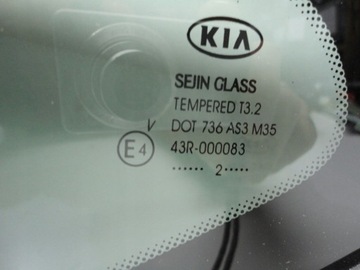 KIA
SEJIN GLASS
TEMPERED T3.2
V
DOT 736 AS3 M35
E4
43R-000083
...... 2.....